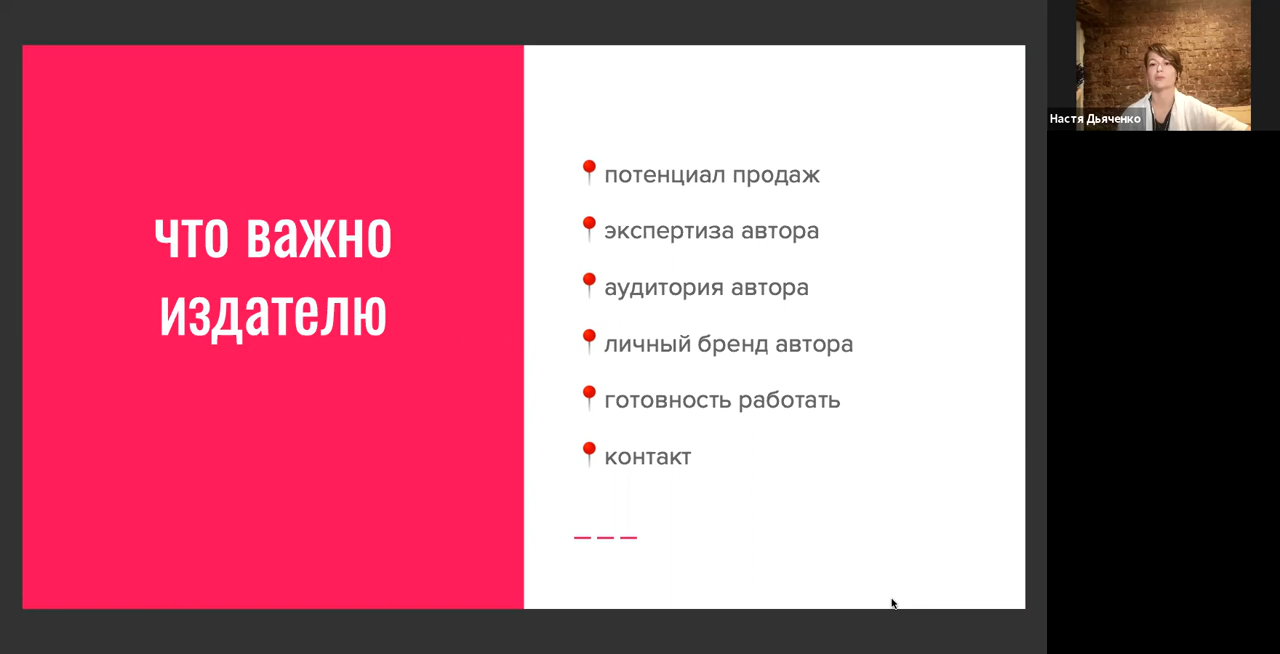 что важно
издателю
потенциал продаж
экспертиза автора
аудитория автора
личный бренд автора
готовность работать
контакт
Настя Дьяченко